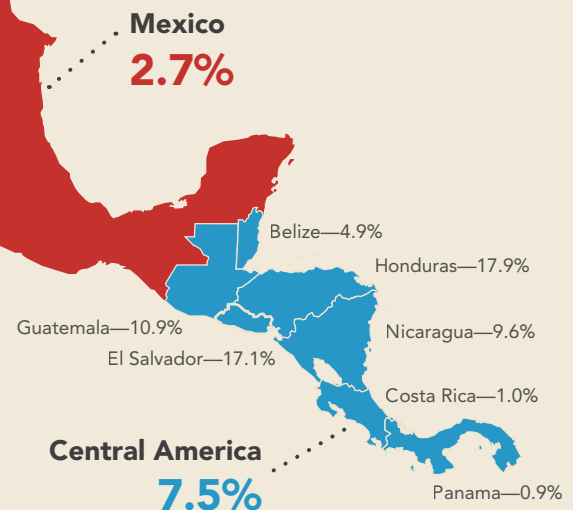 Mexico
2.7%
Belize—4.9%
Honduras—17.9%
Guatemala—10.9%
Nicaragua—9.6%
El Salvador—17.1%
Costa Rica—1.0%
Central America
7.5%
Panama—0.9%